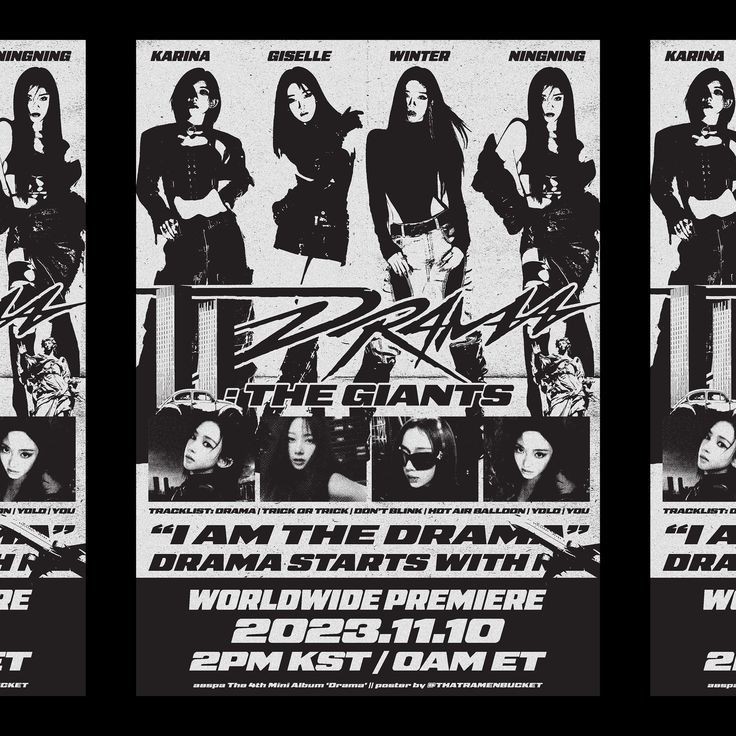 NINGNING
KARINA GISELLE WINTER NINGNING
KARINA
DRAMA
: THE GIANTS
TRACKLIST: DRAMA | TRICK OR TRICK | DON'T BLINK | HOT AIR BALLOON | YOLO | YOU
"I AM THE DRAMA"
DRAMA STARTS WITH
WORLDWIDE PREMIERE
2023.11.10
2PM KST / 0AM ET
aespa The 4th Mini Album 'Drama' // poster by @THATRAMENBUCKET